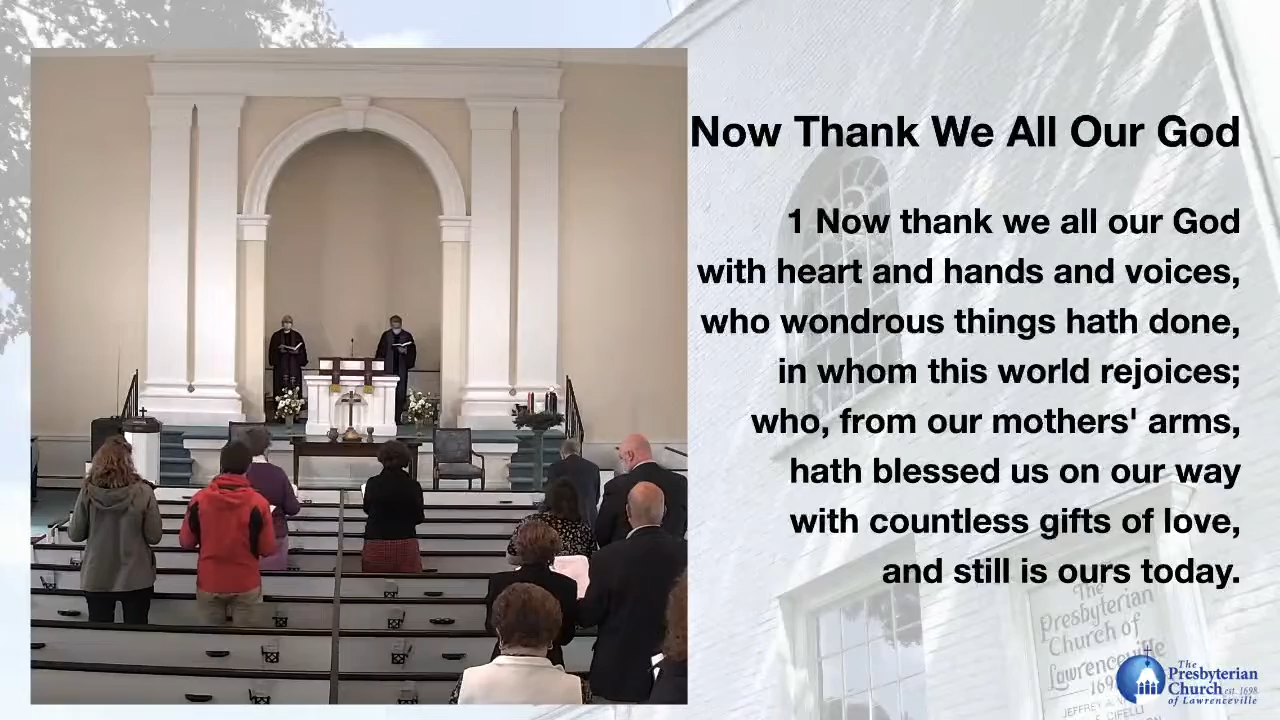 Now Thank We All Our God
1 Now thank we all our God
with heart and hands and voices,
who wondrous things hath done,
in whom this world rejoices;
who, from our mothers' arms,
hath blessed us on our way
with countless gifts of love,
and still is ours today.
The
Presbyterian
Church of
Lawrenceville
The
Presbyterian
Church est. 1698
of Lawrenceville